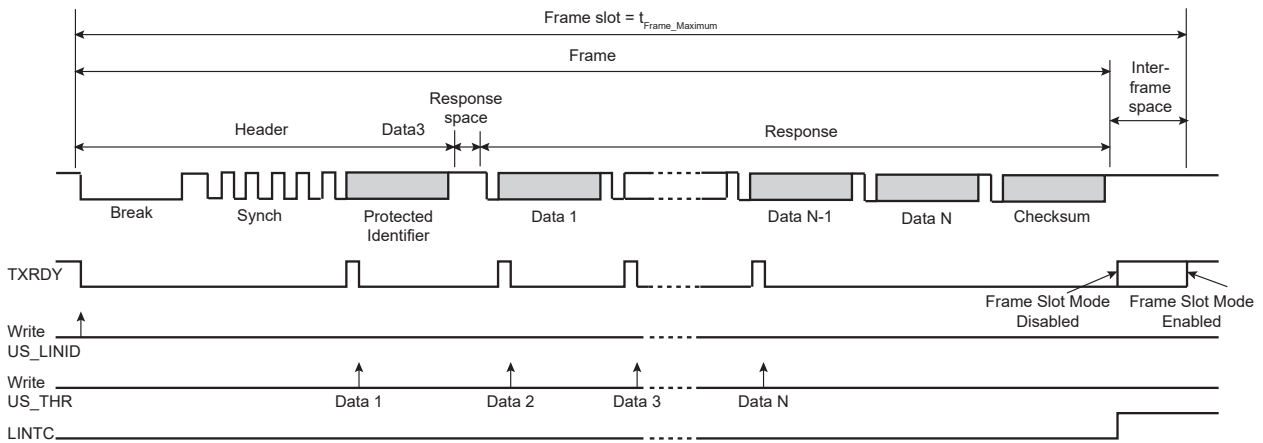 Frame slot = tFrame_Maximum
Frame
Inter-
frame
space
Response
space
Header
Data3
Response
Break
Synch
Protected
Identifier
Data 1
Data N-1
Data N
Checksum
TXRDY
Frame Slot Mode
Disabled
Frame Slot Mode
Enabled
Write
US_LINID
Write
US_THR
Data 1
Data 2
Data 3
Data N
LINTC